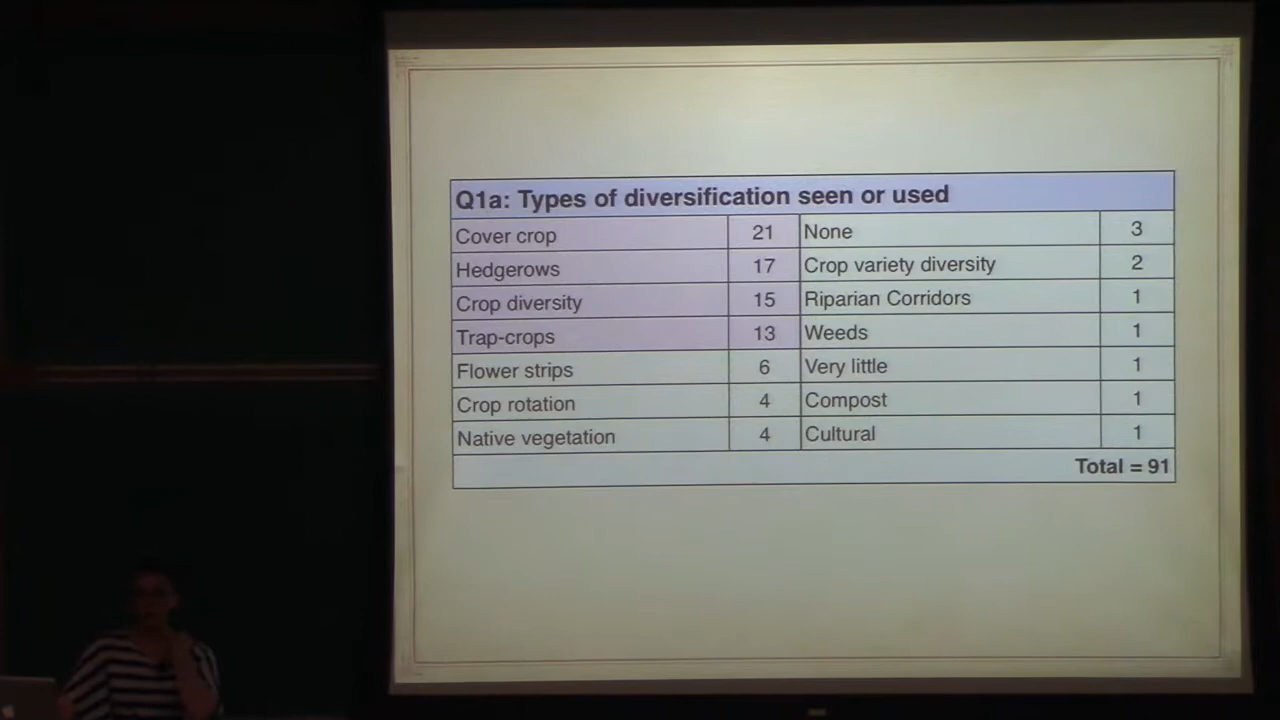 Q1a: Types of diversification seen or used
Cover crop 21 None 3
Hedgerows 17 Crop variety diversity 2
Crop diversity 15 Riparian Corridors 1
Trap-crops 13 Weeds 1
Flower strips 6 Very little 1
Crop rotation 4 Compost 1
Native vegetation 4 Cultural 1
Total = 91